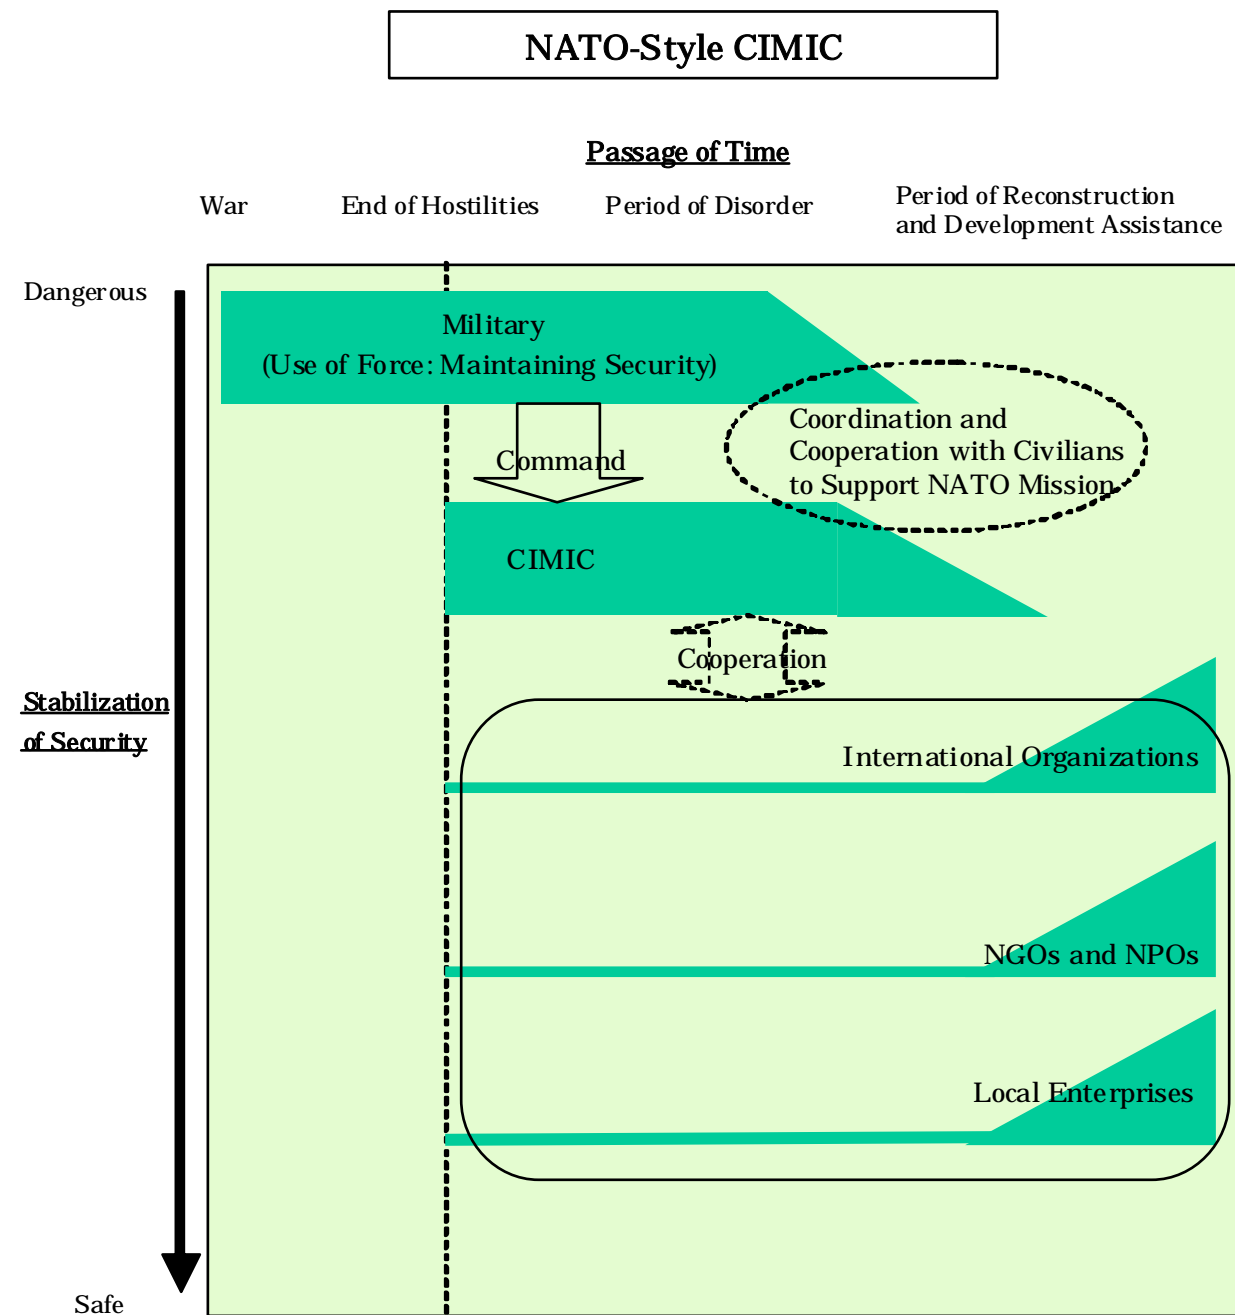 NATO-Style CIMIC
Passage of Time
War
End of Hostilities
Period of Disorder
Period of Reconstruction
and Development Assistance
Dangerous
Military
(Use of Force: Maintaining Security)
Coordination and
Cooperation with Civilians
to Support NATO Mission
Command
CIMIC
Cooperation
Stabilization
of Security
International Organizations
NGOs and NPOs
Local Enterprises
Safe